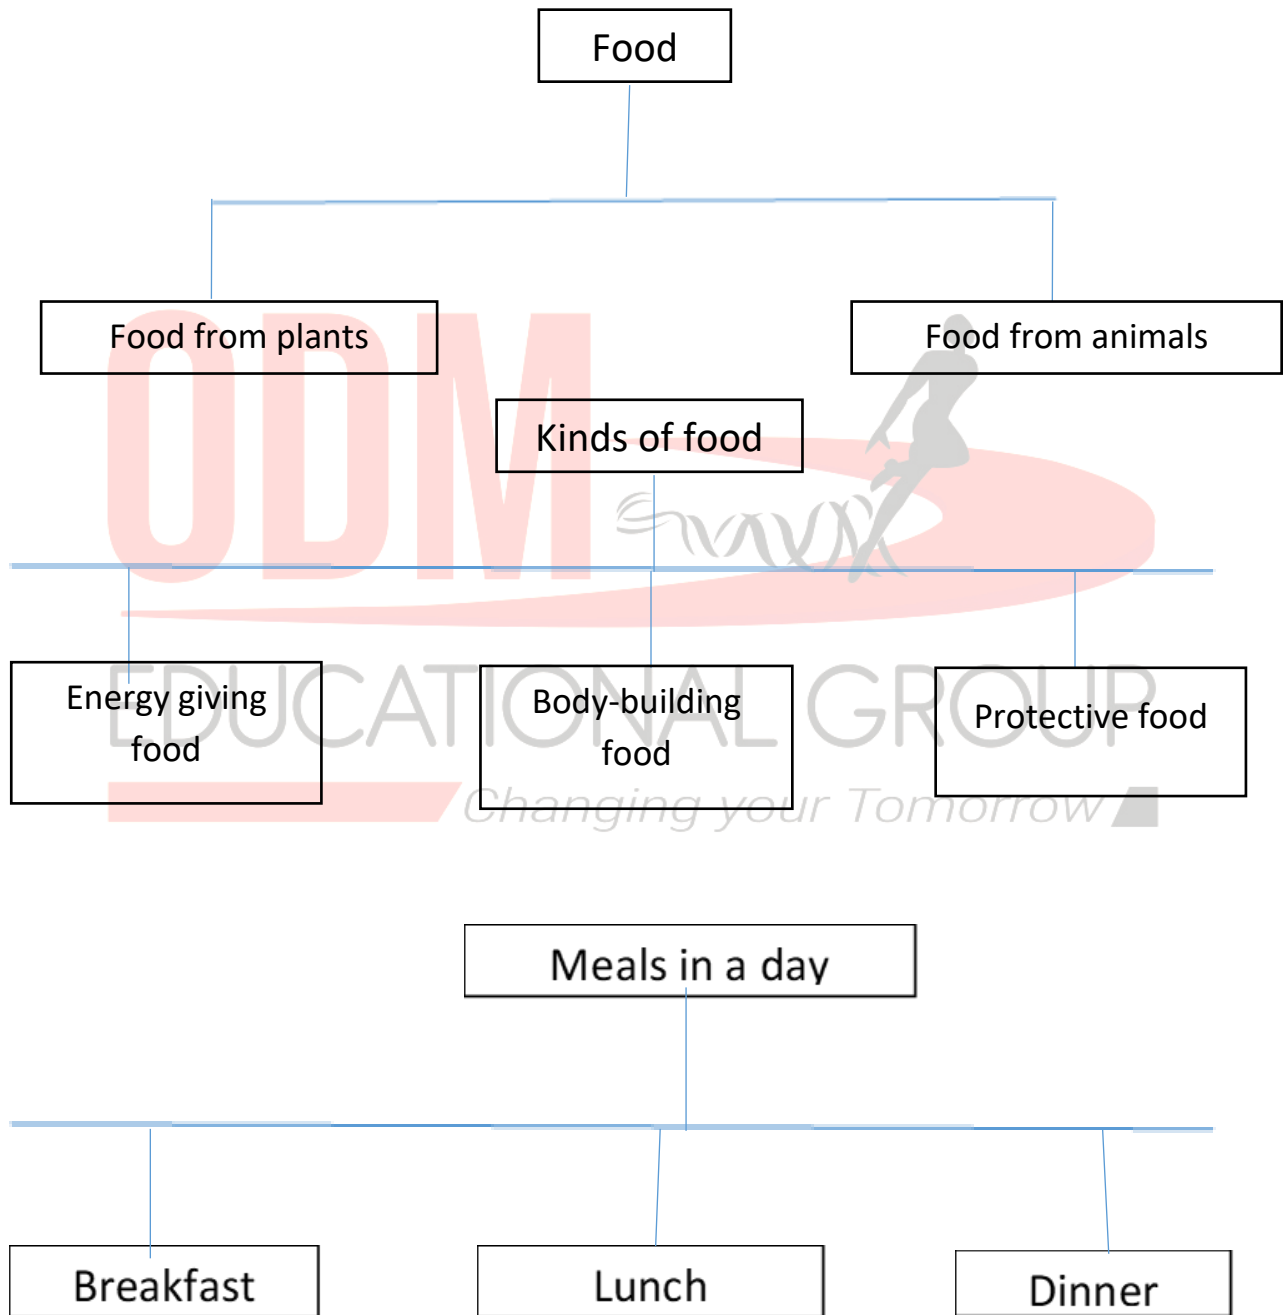 Food
Food from plants
Food from animals
Kinds of food
Energy giving
food
Body-building
food
Protective food
ODM
EDUCATIONAL GROUP
Changing your Tomorrow
Meals in a day
Breakfast
Lunch
Dinner